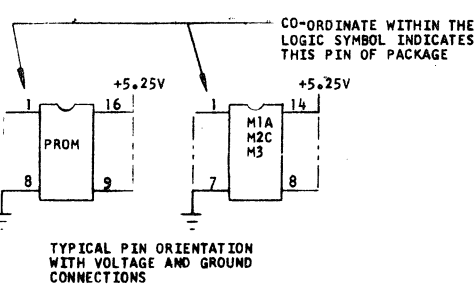 CO-ORDINATE WITHIN THE
LOGIC SYMBOL INDICATES
THIS PIN OF PACKAGE
+5.25V
+5.25V
1
16
1
14
PROM
M1A
M2C
M3
8
9
7
8
TYPICAL PIN ORIENTATION
WITH VOLTAGE AND GROUND
CONNECTIONS